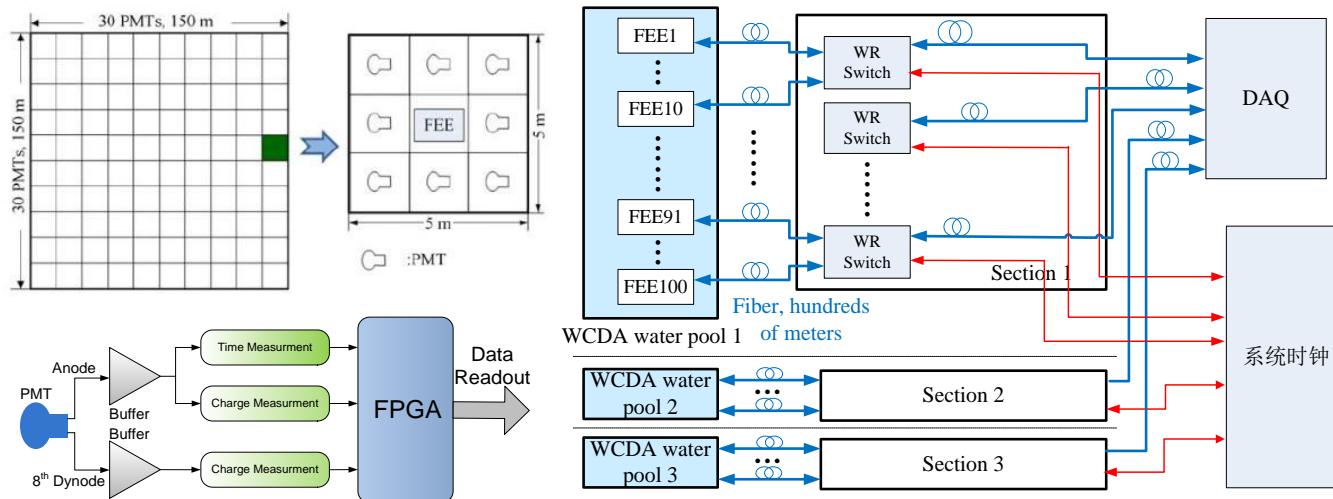 30 PMTs, 150 m
30 PMTs, 150 m
FEE
5 m
5 m
:PMT
PMT
Anode
8th Dynode
Buffer
Buffer
Time Measurment
Charge Measurment
Charge Measurment
FPGA
Data
Readout
FEE1
FEE10
FEE91
FEE100
WCDA water pool 1
Fiber, hundreds
of meters
WR
Switch
WR
Switch
WR
Switch
Section 1
DAQ
系统时钟
WCDA water
pool 2
Section 2
WCDA water
pool 3
Section 3